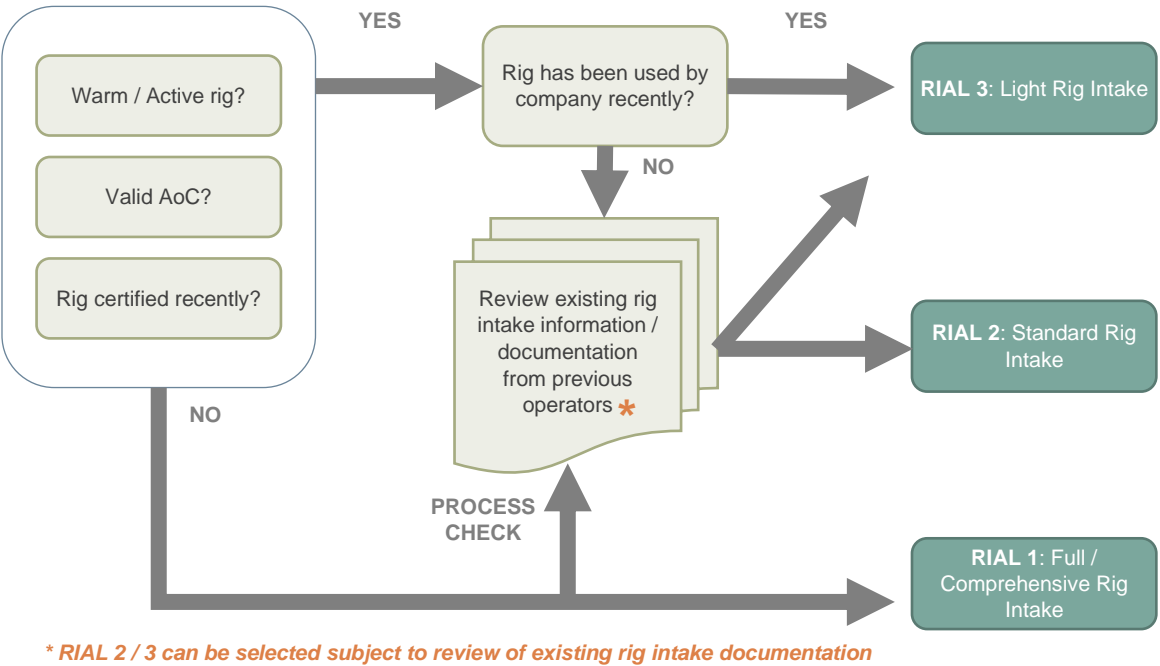 YES
YES
Warm / Active rig?
Valid AoC?
Rig certified recently?
Rig has been used by
company recently?
RIAL 3: Light Rig Intake
NO
Review existing rig
intake information /
documentation
from previous
operators *
RIAL 2: Standard Rig
Intake
NO
PROCESS
CHECK
RIAL 1: Full /
Comprehensive Rig
Intake
* RIAL 2 / 3 can be selected subject to review of existing rig intake documentation